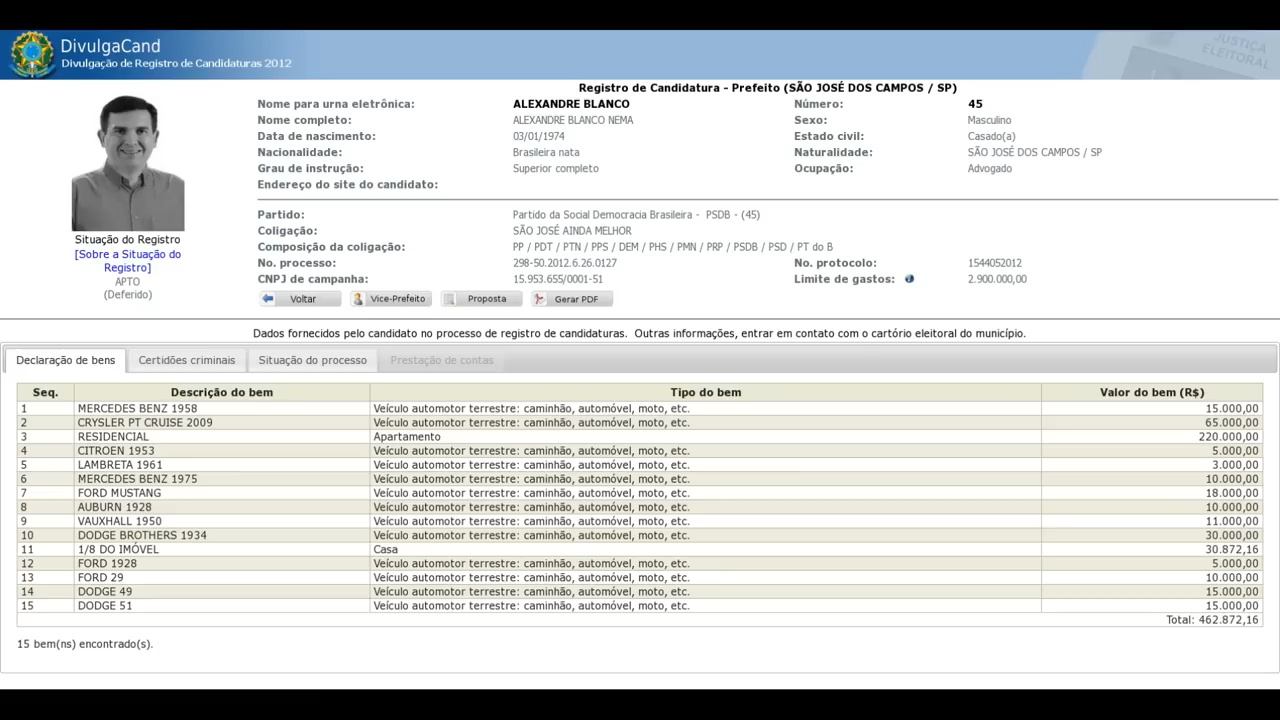 DivulgaCand
Divulgação de Registro de Candidaturas 2012
JUSTIÇA
ELEITORAL
Registro de Candidatura - Prefeito (SÃO JOSÉ DOS CAMPOS / SP)
Nome para urna eletrônica: ALEXANDRE BLANCO Número: 45
Nome completo: ALEXANDRE BLANCO NEMA Sexo: Masculino
Data de nascimento: 03/01/1974 Estado civil: Casado(a)
Nacionalidade: Brasileira nata Naturalidade: SÃO JOSÉ DOS CAMPOS / SP
Grau de instrução: Superior completo Ocupação: Advogado
Endereço do site do candidato:
Partido: Partido da Social Democracia Brasileira - PSDB - (45)
Coligação: SÃO JOSÉ AINDA MELHOR
Composição da coligação: PP / PDT / PTN / PPS / DEM / PHS / PMN / PRP / PSDB / PSD / PT do B
No. processo: 298-50.2012.6.26.0127 No. protocolo: 1544052012
CNPJ de campanha: 15.953.655/0001-51 Limite de gastos: 2.900.000,00
Situação do Registro
[Sobre a Situação do
Registro]
APTO
(Deferido)
Voltar Vice-Prefeito Proposta Gerar PDF
Dados fornecidos pelo candidato no processo de registro de candidaturas. Outras informações, entrar em contato com o cartório eleitoral do município.
Declaração de bens Certidões criminais Situação do processo Prestação de contas
Seq. Descrição do bem Tipo do bem Valor do bem (R$)
1 MERCEDES BENZ 1958 Veículo automotor terrestre: caminhão, automóvel, moto, etc. 15.000,00
2 CRYSLER PT CRUISE 2009 Veículo automotor terrestre: caminhão, automóvel, moto, etc. 65.000,00
3 RESIDENCIAL Apartamento 220.000,00
4 CITROEN 1953 Veículo automotor terrestre: caminhão, automóvel, moto, etc. 5.000,00
5 LAMBRETA 1961 Veículo automotor terrestre: caminhão, automóvel, moto, etc. 3.000,00
6 MERCEDES BENZ 1975 Veículo automotor terrestre: caminhão, automóvel, moto, etc. 10.000,00
7 FORD MUSTANG Veículo automotor terrestre: caminhão, automóvel, moto, etc. 18.000,00
8 AUBURN 1928 Veículo automotor terrestre: caminhão, automóvel, moto, etc. 10.000,00
9 VAUXHALL 1950 Veículo automotor terrestre: caminhão, automóvel, moto, etc. 11.000,00
10 DODGE BROTHERS 1934 Veículo automotor terrestre: caminhão, automóvel, moto, etc. 30.000,00
11 1/8 DO IMÓVEL Casa 30.872,16
12 FORD 1928 Veículo automotor terrestre: caminhão, automóvel, moto, etc. 5.000,00
13 FORD 29 Veículo automotor terrestre: caminhão, automóvel, moto, etc. 10.000,00
14 DODGE 49 Veículo automotor terrestre: caminhão, automóvel, moto, etc. 15.000,00
15 DODGE 51 Veículo automotor terrestre: caminhão, automóvel, moto, etc. 15.000,00
Total: 462.872,16
15 bem(ns) encontrado(s).